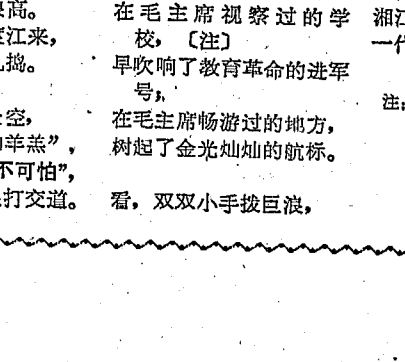 果高。
江来，
捣。
空，
羊羔”，
不可怕”，
打交道。
在毛主席视察过的学
校，〔注〕
早吹响了教育革命的进军
号；
在毛主席畅游过的地方，
树起了金光灿灿的航标。
看，双双小手拨巨浪，
湘江
一代
注：